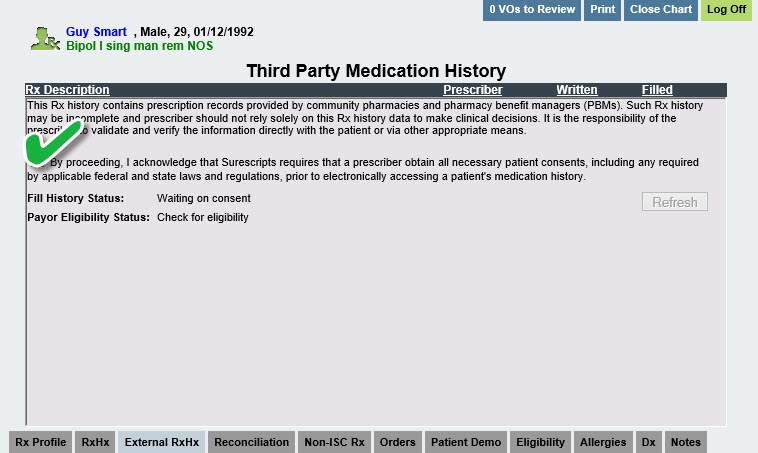 0 VOs to Review Print Close Chart Log Off
Guy Smart , Male, 29, 01/12/1992
Bipol I sing man rem NOS
Third Party Medication History
Rx Description Prescriber Written Filled
This Rx history contains prescription records provided by community pharmacies and pharmacy benefit managers (PBMs). Such Rx history
may be incomplete and prescriber should not rely solely on this Rx history data to make clinical decisions. It is the responsibility of the
prescriber to validate and verify the information directly with the patient or via other appropriate means.
By proceeding, I acknowledge that Surescripts requires that a prescriber obtain all necessary patient consents, including any required
by applicable federal and state laws and regulations, prior to electronically accessing a patient's medication history.
Fill History Status: Waiting on consent
Refresh
Payor Eligibility Status: Check for eligibility
Rx Profile RxHx External RxHx Reconciliation Non-ISC Rx Orders Patient Demo Eligibility Allergies Dx Notes